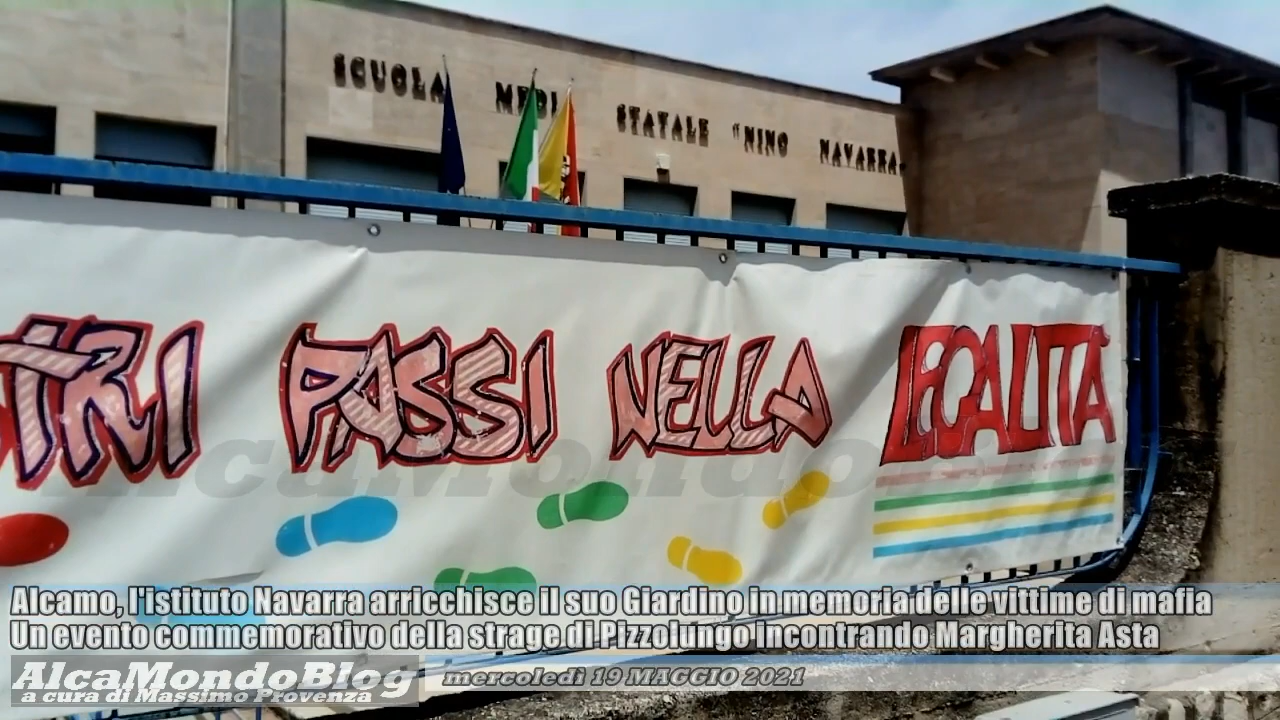 SCUOLA MEDI STATALE "NINO NAVARRA"
TRI PASSI NELLA LEGALITÀ
AlcaMondoBlog
Alcamo, l'istituto Navarra arricchisce il suo Giardino in memoria delle vittime di mafia
Un evento commemorativo della strage di Pizzolungo incontrando Margherita Asta
AlcaMondoBlog
a cura di Massimo Provenza
mercoledì 19 MAGGIO 2021